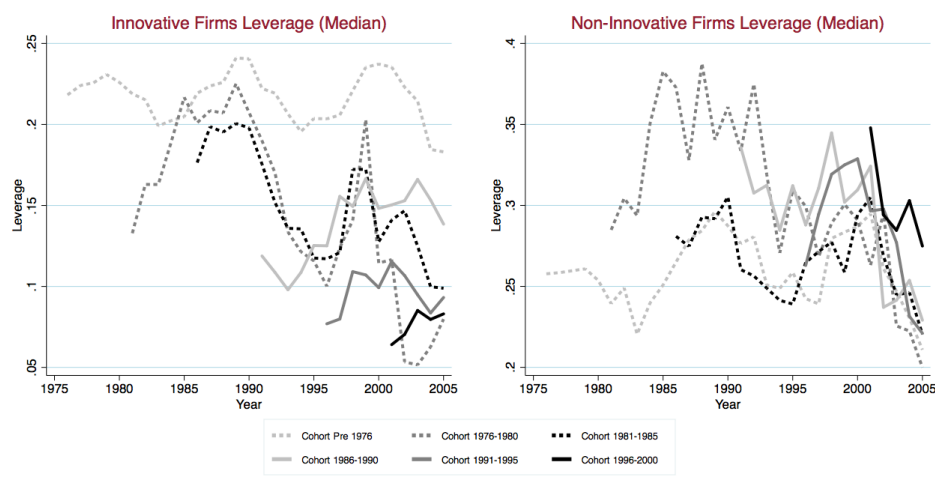 Innovative Firms Leverage (Median)
Leverage
.25
.2
.15
.1
.05
1975 1980 1985 1990 1995 2000 2005
Year
Non-Innovative Firms Leverage (Median)
Leverage
.4
.35
.3
.25
.2
1975 1980 1985 1990 1995 2000 2005
Year
Cohort Pre 1976 Cohort 1976-1980 Cohort 1981-1985
Cohort 1986-1990 Cohort 1991-1995 Cohort 1996-2000